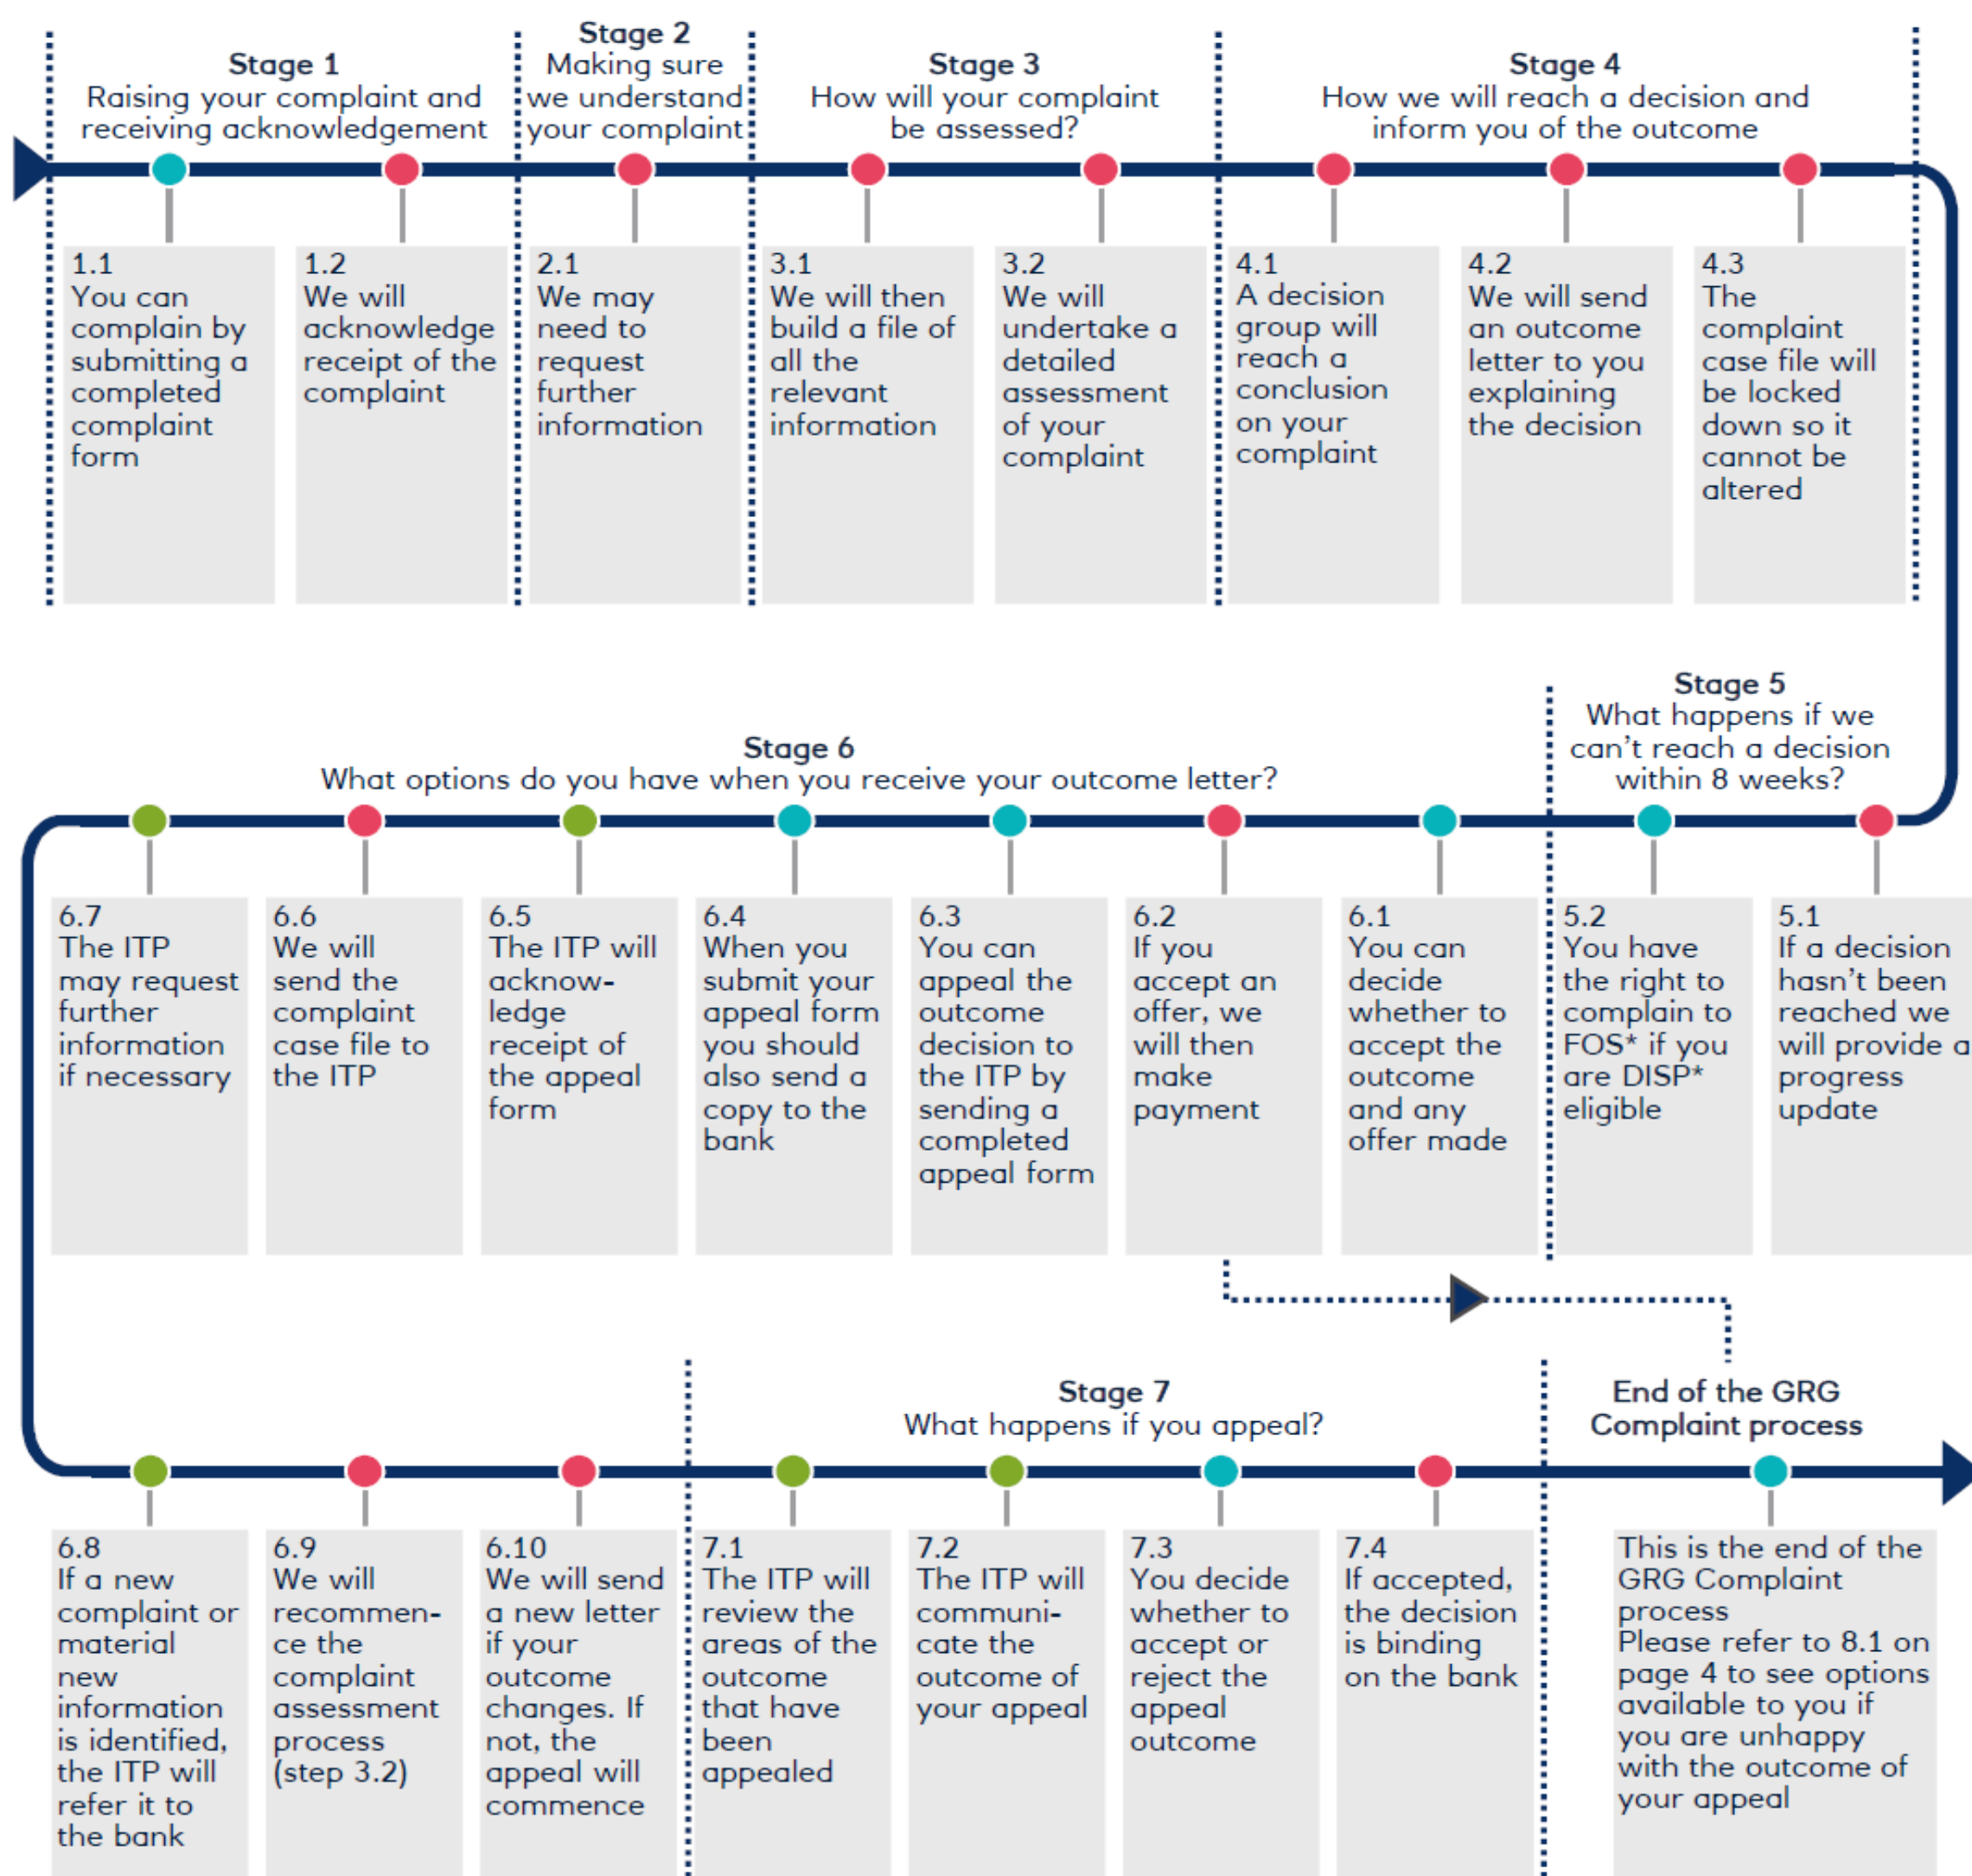 Stage 1
Raising your complaint and
receiving acknowledgement
Stage 2
Making sure
we understand
your complaint
Stage 3
How will your complaint
be assessed?
Stage 4
How we will reach a decision and
inform you of the outcome
1.1
You can
complain by
submitting a
completed
complaint
form
1.2
We will
acknowledge
receipt of the
complaint
2.1
We may
need to
request
further
information
3.1
We will then
build a file of
all the
relevant
information
3.2
We will
undertake a
detailed
assessment
of your
complaint
4.1
A decision
group will
reach a
conclusion
on your
complaint
4.2
We will send
an outcome
letter to you
explaining
the decision
4.3
The
complaint
case file will
be locked
down so it
cannot be
altered
Stage 5
What happens if we
can't reach a decision
within 8 weeks?
Stage 6
What options do you have when you receive your outcome letter?
6.7
The ITP
may request
further
information
if necessary
6.6
We will
send the
complaint
case file to
the ITP
6.5
The ITP will
acknow-
ledge
receipt of
the appeal
form
6.4
When you
submit your
appeal form
you should
also send a
copy to the
bank
6.3
You can
appeal the
outcome
decision to
the ITP by
sending a
completed
appeal form
6.2
If you
accept an
offer, we
will then
make
payment
6.1
You can
decide
whether to
accept the
outcome
and any
offer made
5.2
You have
the right to
complain to
FOS* if you
are DISP*
eligible
5.1
If a decision
hasn't been
reached we
will provide a
progress
update
Stage 7
What happens if you appeal?
End of the GRG
Complaint process
6.8
If a new
complaint or
material
new
information
is identified,
the ITP will
refer it to
the bank
6.9
We will
recommen-
ce the
complaint
assessment
process
(step 3.2)
6.10
We will send
a new letter
if your
outcome
changes. If
not, the
appeal will
commence
7.1
The ITP will
review the
areas of the
outcome
that have
been
appealed
7.2
The ITP will
communi-
cate the
outcome of
your appeal
7.3
You decide
whether to
accept or
reject the
appeal
outcome
7.4
If accepted,
the decision
is binding
on the bank
This is the end of the
GRG Complaint
process
Please refer to 8.1 on
page 4 to see options
available to you if
you are unhappy
with the outcome of
your appeal